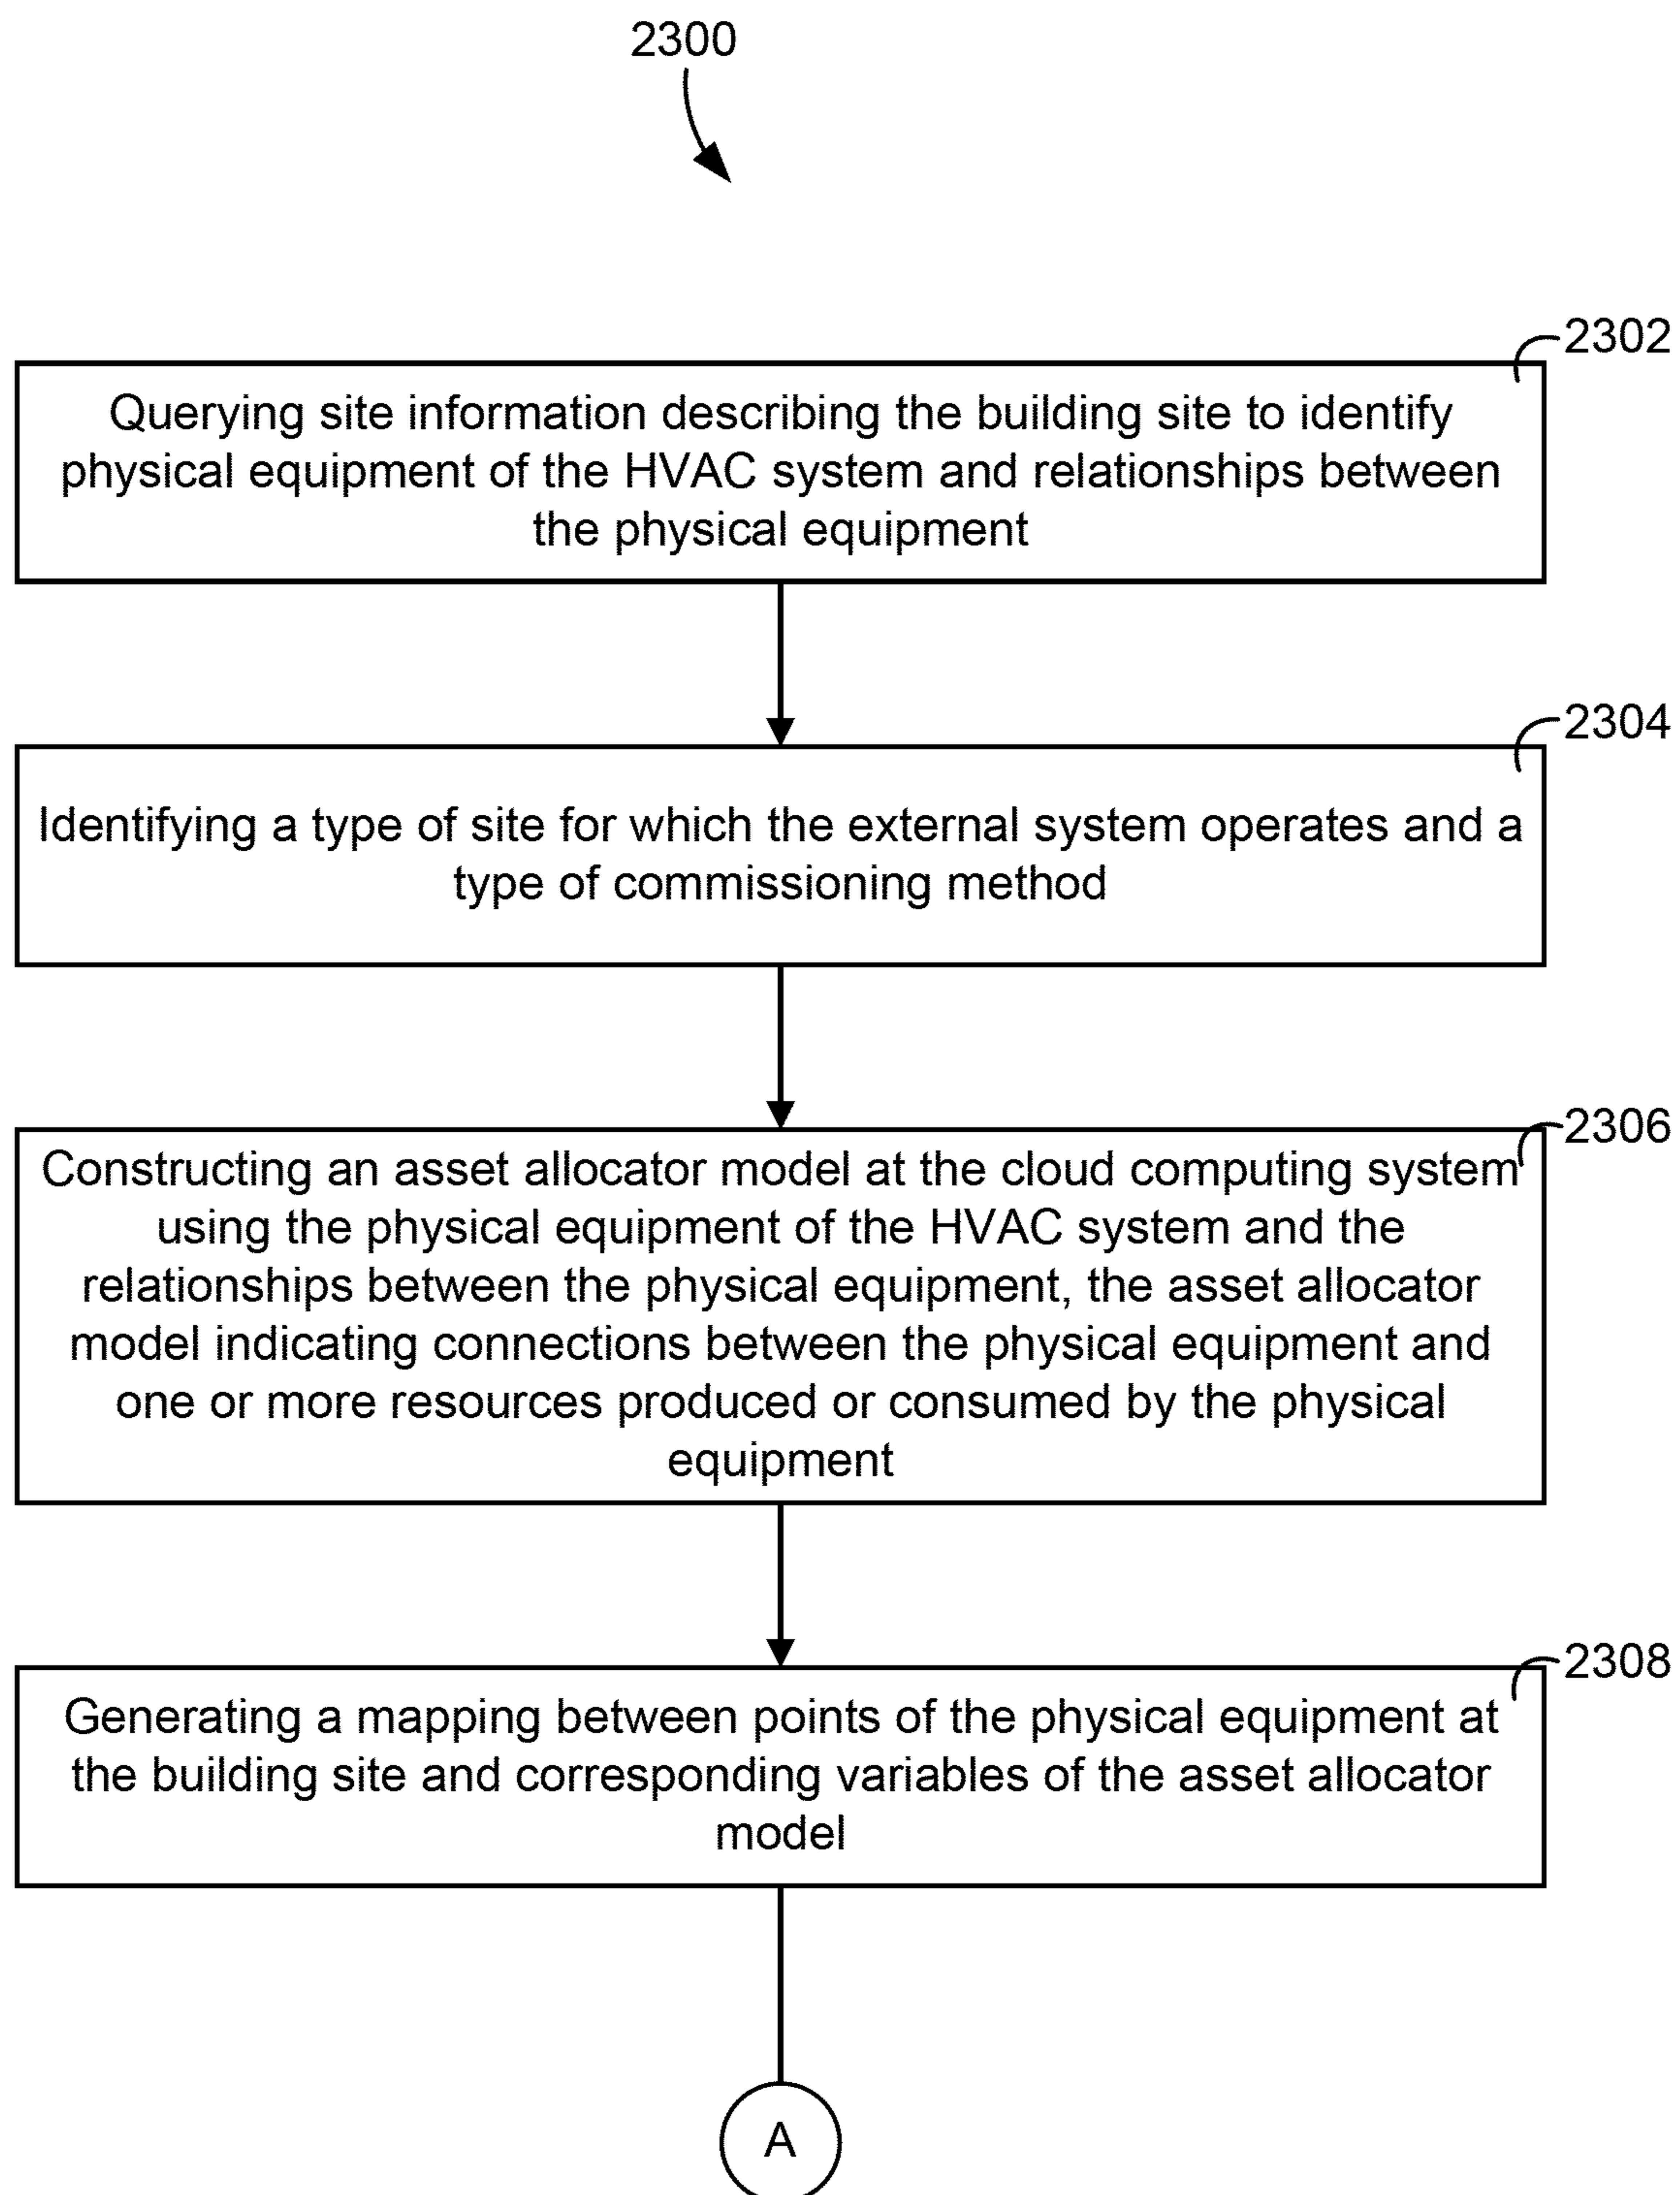 2300
2302
Querying site information describing the building site to identify
physical equipment of the HVAC system and relationships between
the physical equipment
2304
Identifying a type of site for which the external system operates and a
type of commissioning method
2306
Constructing an asset allocator model at the cloud computing system
using the physical equipment of the HVAC system and the
relationships between the physical equipment, the asset allocator
model indicating connections between the physical equipment and
one or more resources produced or consumed by the physical
equipment
2308
Generating a mapping between points of the physical equipment at
the building site and corresponding variables of the asset allocator
model
A